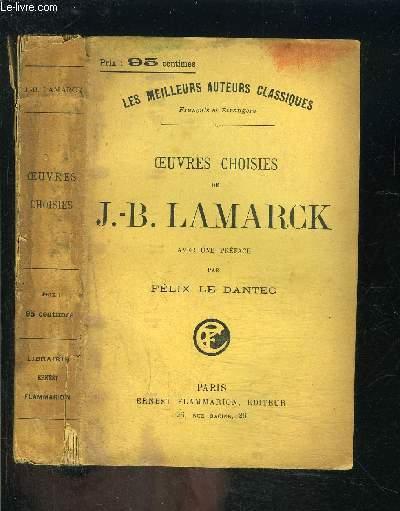 Prix : 95 centimes
LES MEILLEURS AUTEURS CLASSIQUES
Français et Étrangers
ŒUVRES CHOISIES
DE
J.-B. LAMARCK
AVEC UNE PRÉFACE
PAR
FÉLIX LE DANTEC
PARIS
ERNEST FLAMMARION, ÉDITEUR
26, RUE RACINE, 26
J.-B. LAMARCK
ŒUVRES
CHOISIES
Prix :
95 centimes
LIBRAIRIE
ERNEST
FLAMMARION
www.le-livre.com